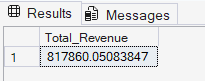 Results Messages
Total_Revenue
1 817860.05083847